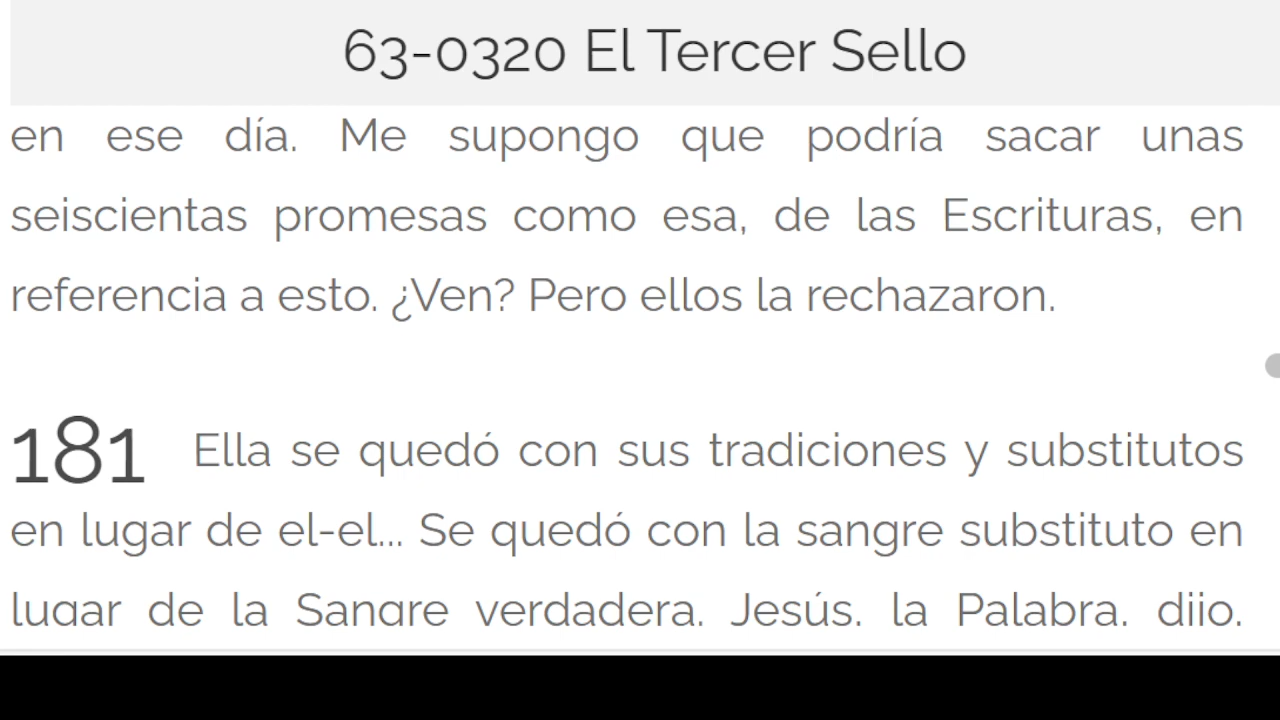 63-0320 El Tercer Sello
en ese día. Me supongo que podría sacar unas
seiscientas promesas como esa, de las Escrituras, en
referencia a esto. ¿Ven? Pero ellos la rechazaron.
181 Ella se quedó con sus tradiciones y substitutos
en lugar de el-el... Se quedó con la sangre substituto en
lugar de la Sangre verdadera. Jesús, la Palabra, dijo,